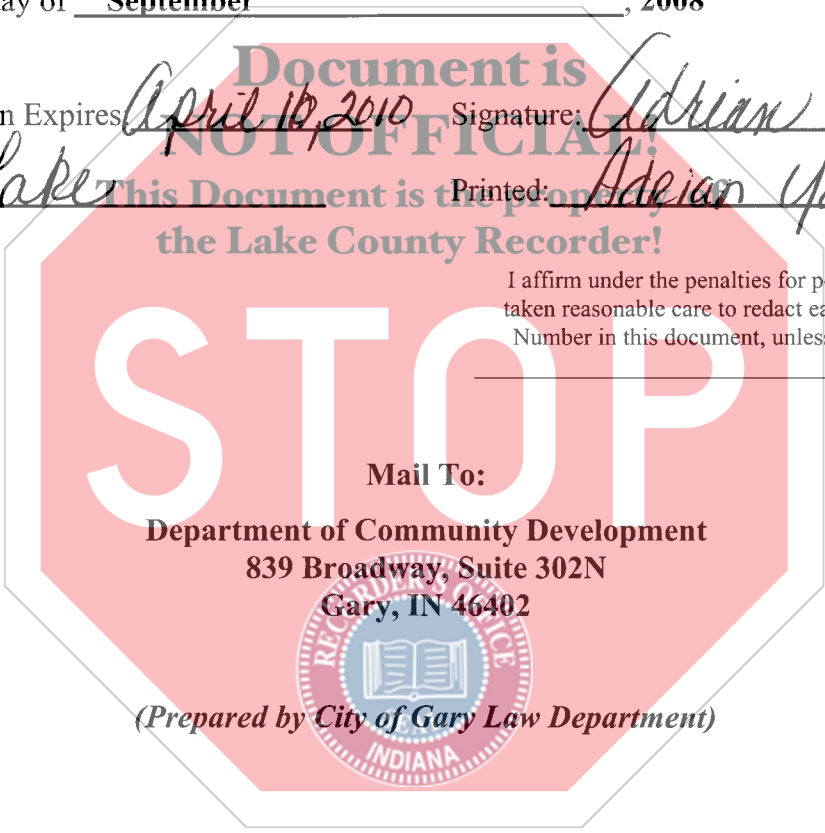 ay of September, 2008
Document is
n Expires: April 10, 2010 Signature: Adrian
NOT OFFICIAL!
Lake Printed: Adrian
This Document is the property of
the Lake County Recorder!
I affirm under the penalties for p
taken reasonable care to redact ea
Number in this document, unless
STOP
Mail To:
Department of Community Development
839 Broadway, Suite 302N
Gary, IN 46402
RECORDER'S OFFICE
SEAL
(Prepared by City of Gary Law Department)
INDIANA